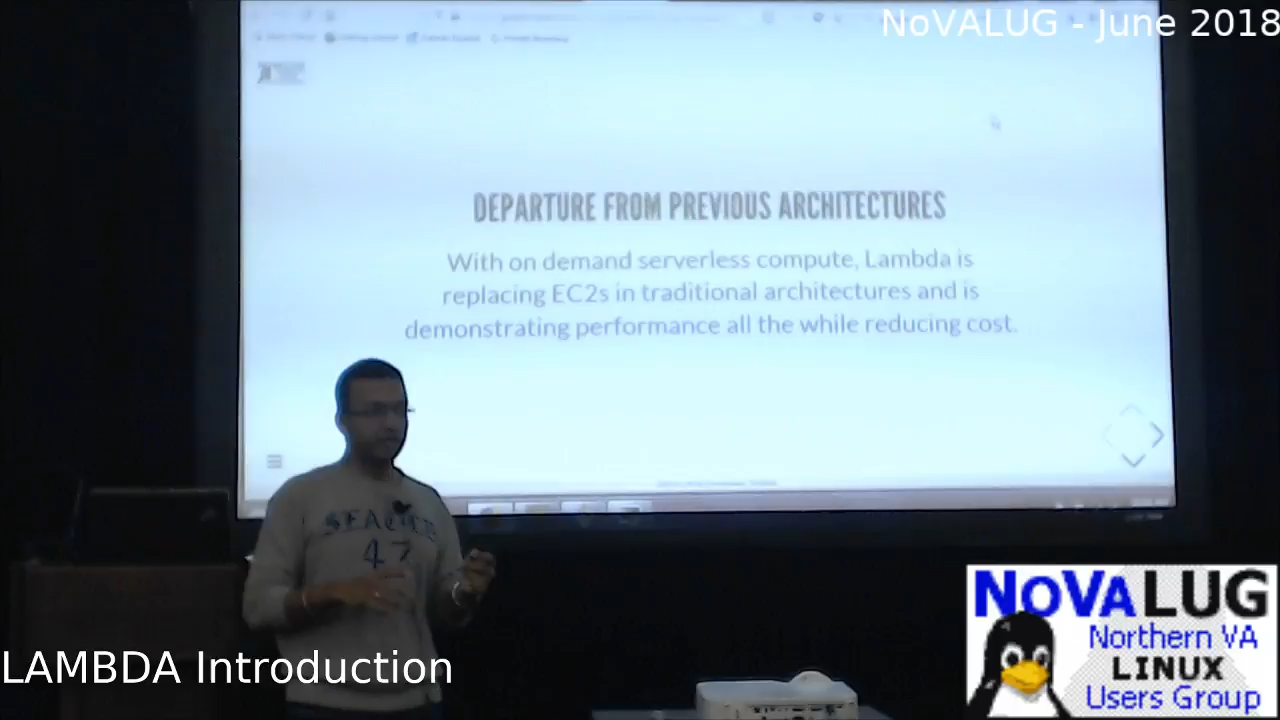 NoVALUG - June 2018
DEPARTURE FROM PREVIOUS ARCHITECTURES
With on demand serverless compute, Lambda is
replacing EC2s in traditional architectures and is
demonstrating performance all the while reducing cost.
47
LAMBDA Introduction
NoVALUG
Northern VA
LINUX
Users Group